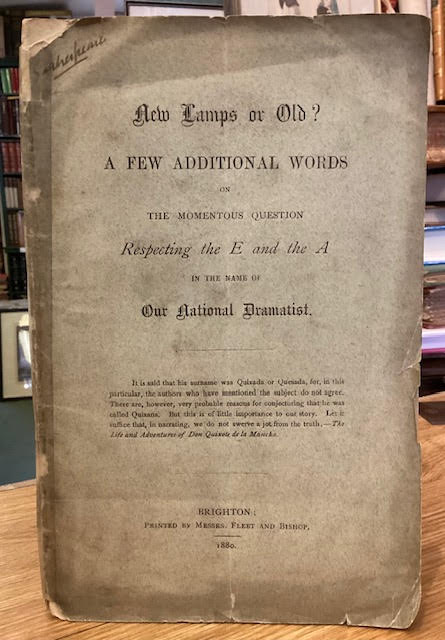 Shakespeare
New Lamps or Old?
A FEW ADDITIONAL WORDS
ON
THE MOMENTOUS QUESTION
Respecting the E and the A
IN THE NAME OF
Our National Dramatist.
It is said that his surname was Quixada or Quesada, for, in this
particular, the authors who have mentioned the subject do not agree.
There are, however, very probable reasons for conjecturing that he was
called Quixana. But this is of little importance to our story. Let it
suffice that, in narrating, we do not swerve a jot from the truth.—The
Life and Adventures of Don Quixote de la Mancha.
BRIGHTON:
PRINTED BY MESSRS. FLEET AND BISHOP.
1880.